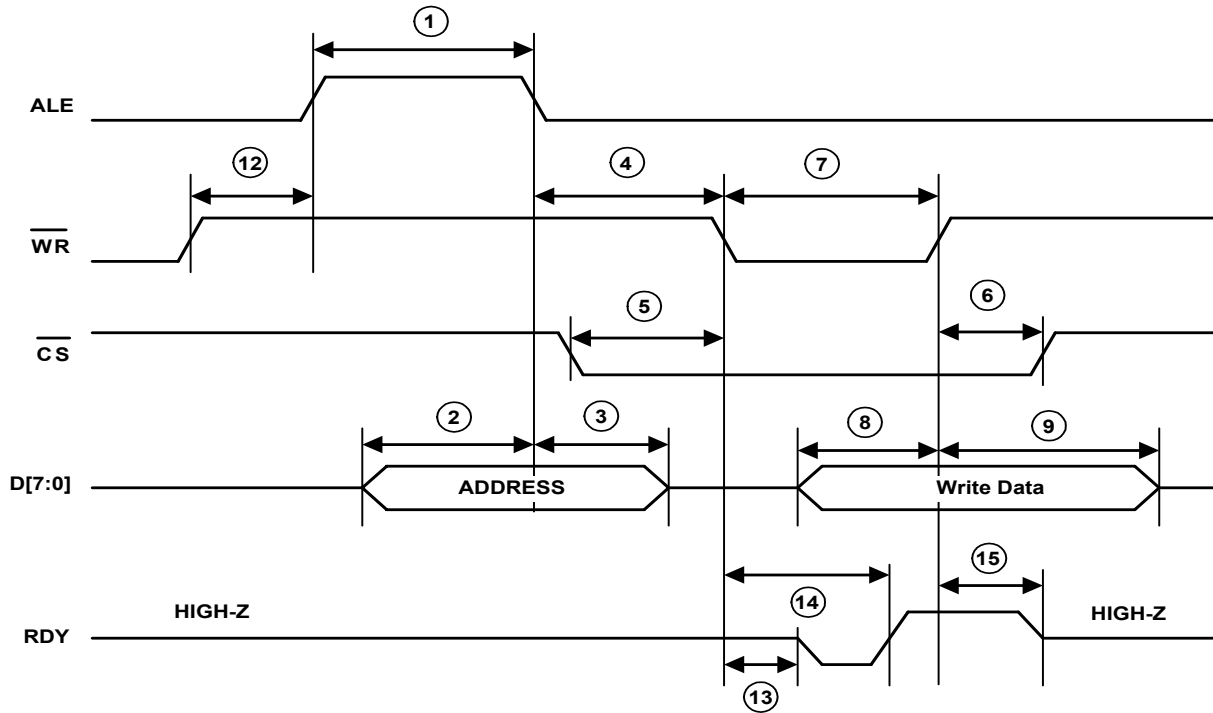 1
ALE
12
4
7
WR
5
6
CS
2
3
8
9
D[7:0]
ADDRESS
Write Data
15
14
HIGH-Z
HIGH-Z
RDY
13